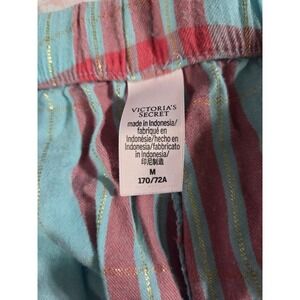 VICTORIA'S
SECRET
made in Indonesia/
fabriqué en
Indonésie/hecho en
Indonesia/fabbricato
in Indonesia/
印尼制造
M
170/72A